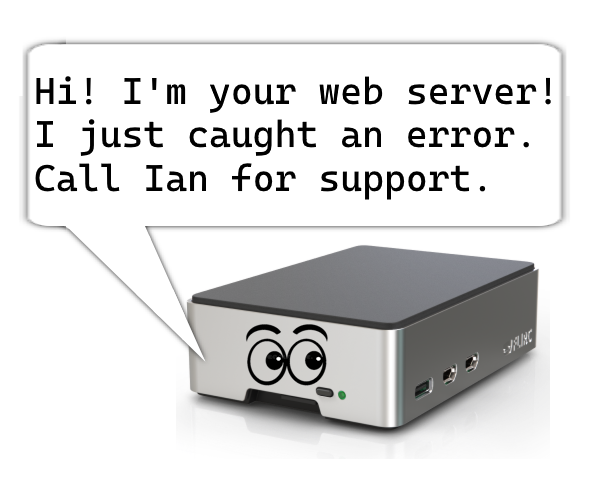 Hi! I'm your web server!
I just caught an error.
Call Ian for support.